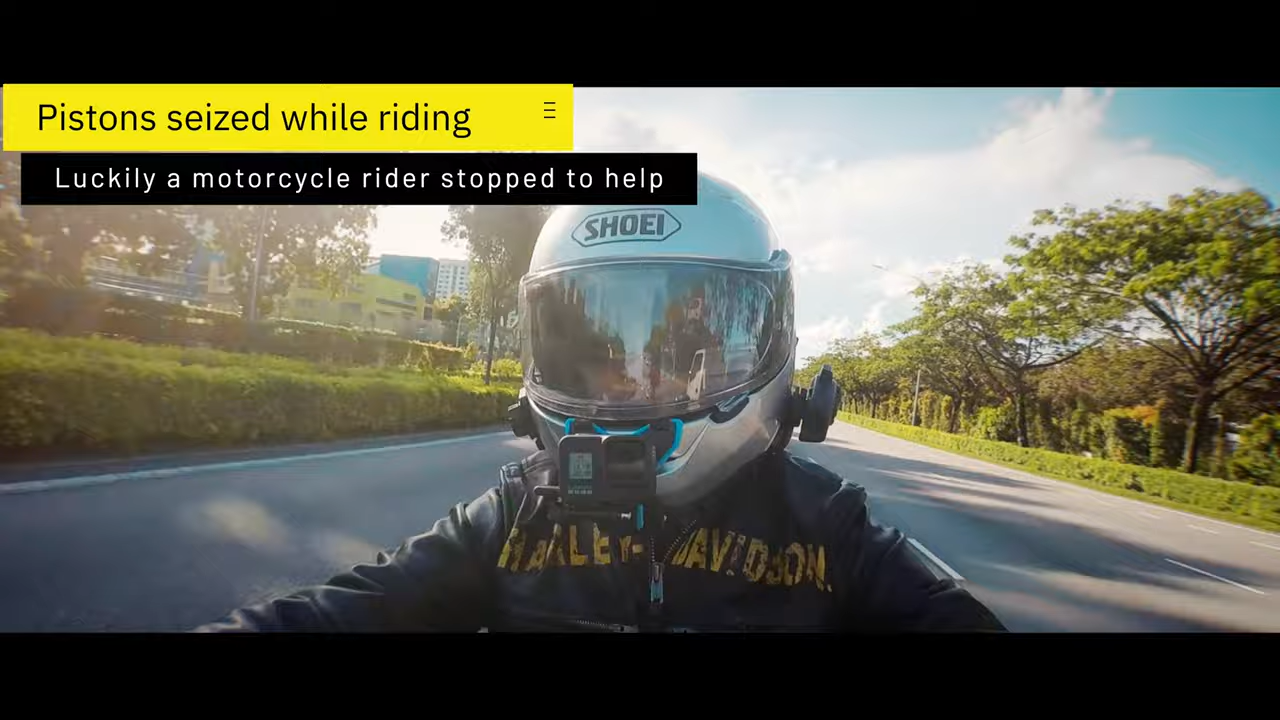 Pistons seized while riding
Luckily a motorcycle rider stopped to help
SHOEI
HARLEY-DAVIDSON.